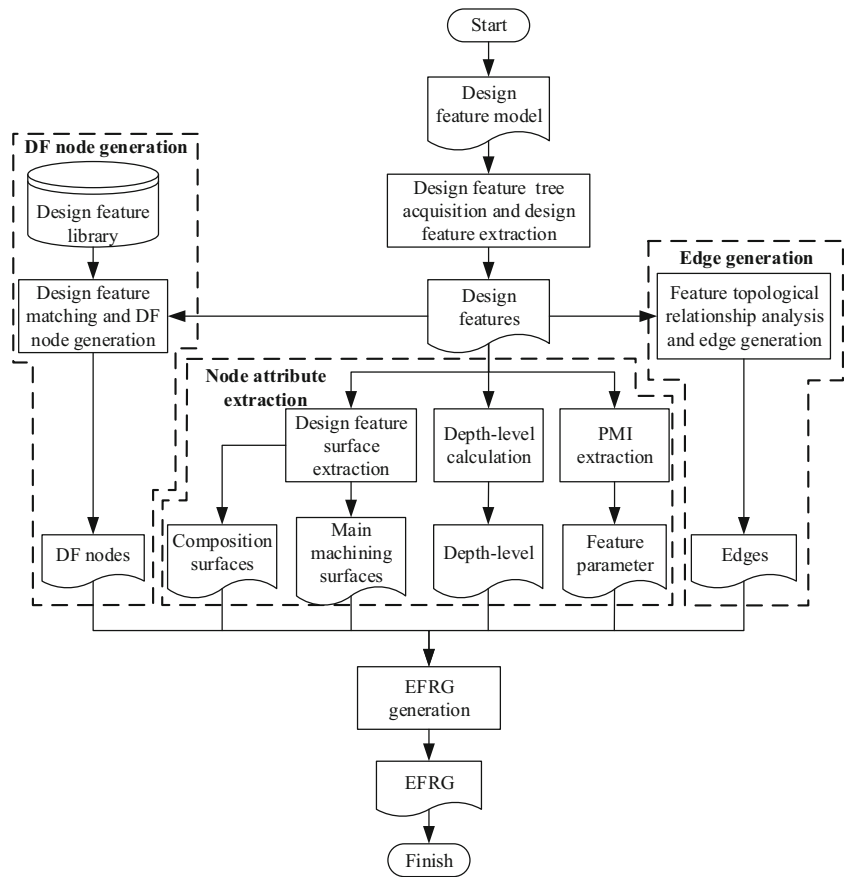 Start
Design
feature model
DF node generation
Design feature
library
Design feature tree
acquisition and design
feature extraction
Edge generation
Design feature
matching and DF
node generation
Design
features
Feature topological
relationship analysis
and edge generation
Node attribute
extraction
Design feature
surface
extraction
Depth-level
calculation
PMI
extraction
DF nodes
Composition
surfaces
Main
machining
surfaces
Depth-level
Feature
parameter
Edges
EFRG
generation
EFRG
Finish